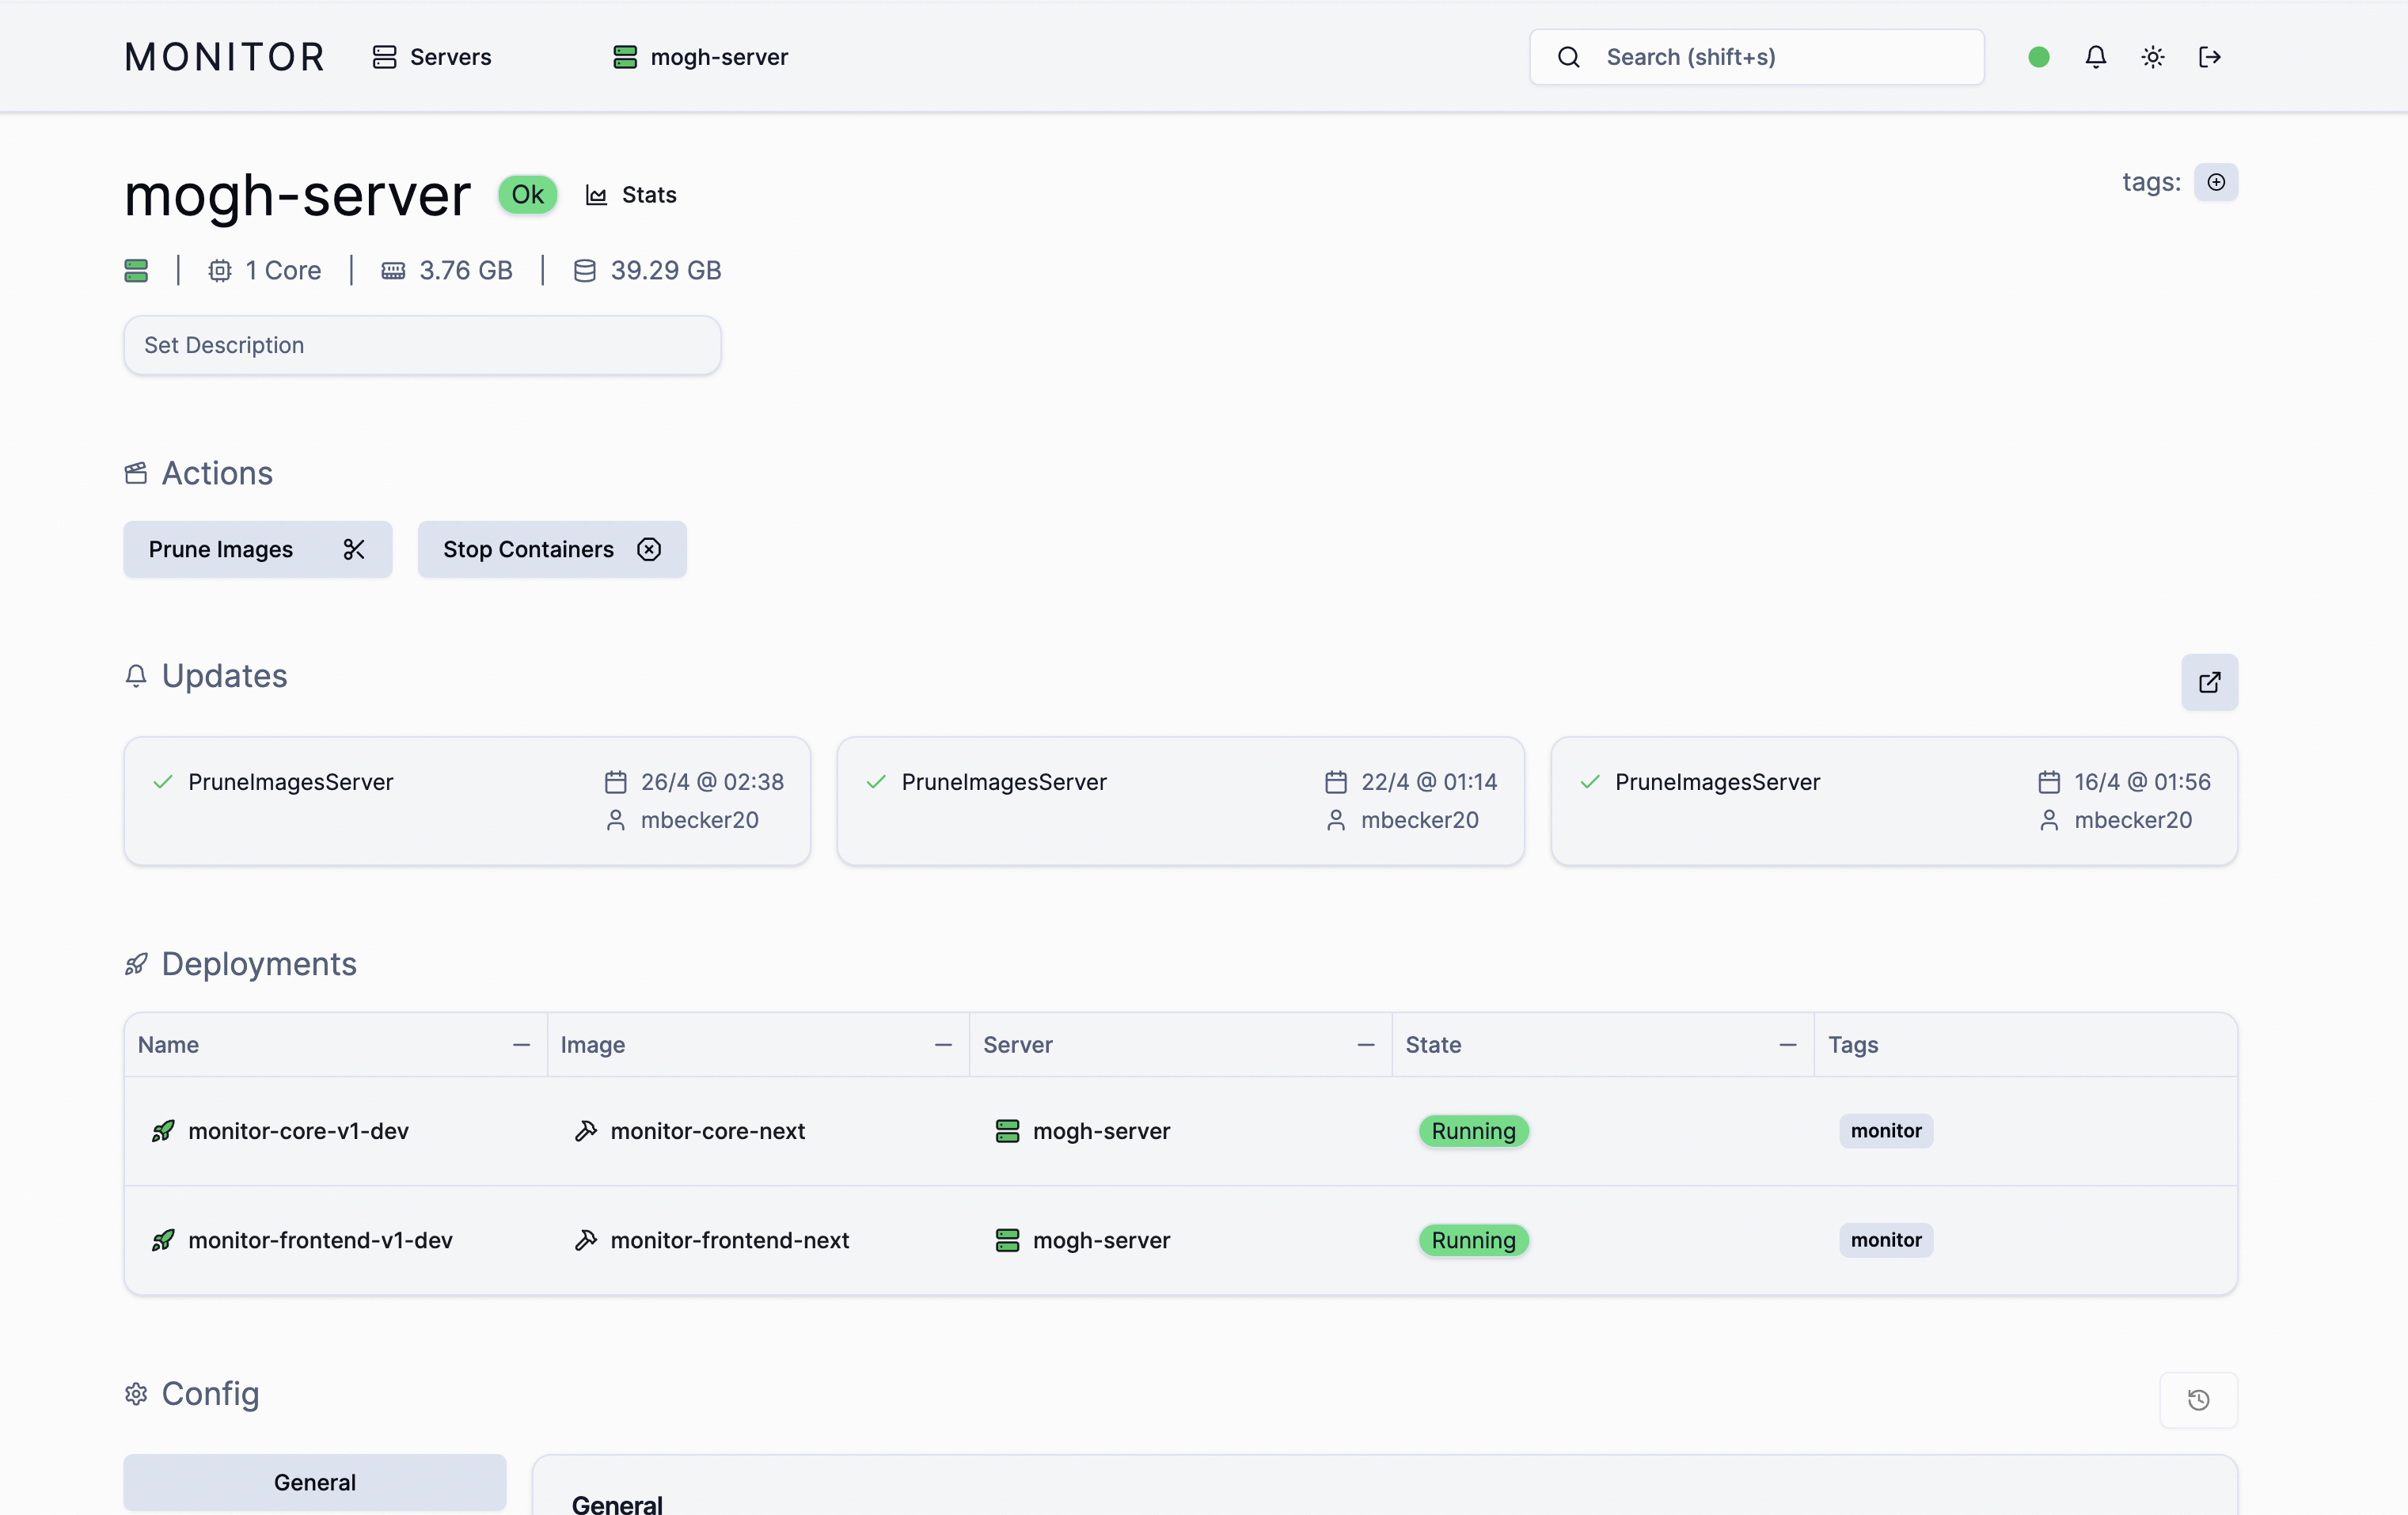 MONITOR Servers mogh-server Search (shift+s)
mogh-server Ok Stats tags:
1 Core 3.76 GB 39.29 GB
Set Description
Actions
Prune Images Stop Containers
Updates
PruneImagesServer 26/4 @ 02:38 PruneImagesServer 22/4 @ 01:14 PruneImagesServer 16/4 @ 01:56
mbecker20 mbecker20 mbecker20
Deployments
Name Image Server State Tags
monitor-core-v1-dev monitor-core-next mogh-server Running monitor
monitor-frontend-v1-dev monitor-frontend-next mogh-server Running monitor
Config
General
General